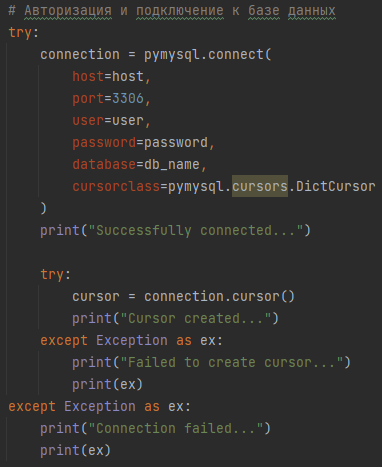 # Авторизация и подключение к базе данных
try:
    connection = pymysql.connect(
        host=host,
        port=3306,
        user=user,
        password=password,
        database=db_name,
        cursorclass=pymysql.cursors.DictCursor
    )
    print("Successfully connected...")

    try:
        cursor = connection.cursor()
        print("Cursor created...")
    except Exception as ex:
        print("Failed to create cursor...")
        print(ex)
except Exception as ex:
    print("Connection failed...")
    print(ex)